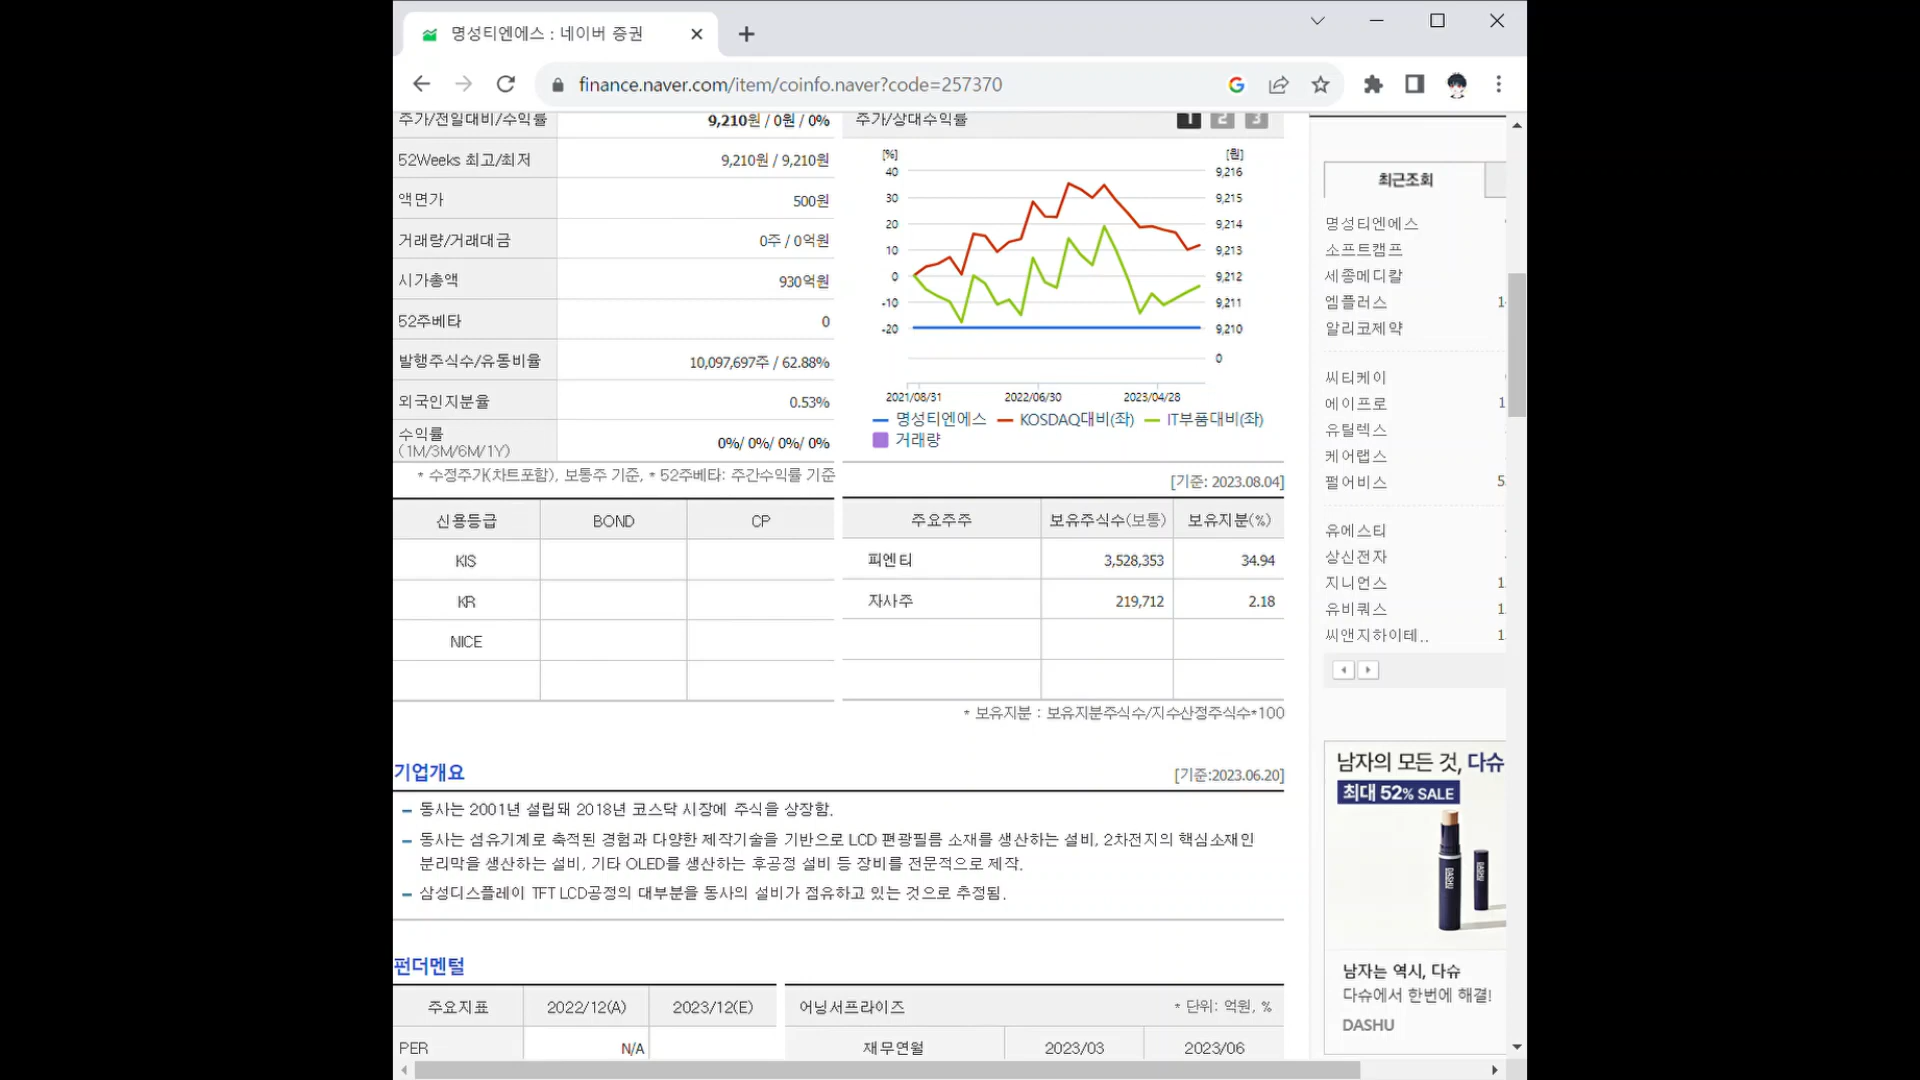 명성티엔에스 : 네이버 증권
finance.naver.com/item/coinfo.naver?code=257370
주가/전일대비/수익률 9,210원 / 0원 / 0%
52Weeks 최고/최저 9,210원 / 9,210원
액면가 500원
거래량/거래대금 0주 / 0억원
시가총액 930억원
52주베타 0
발행주식수/유통비율 10,097,697주 / 62.88%
외국인지분율 0.53%
수익률
(1M/3M/6M/1Y) 0%/ 0%/ 0%/ 0%
* 수정주가(차트포함), 보통주 기준, * 52주베타: 주간수익률 기준
주가/상대수익률 1 2 3
[%] [원]
40 9,216
30 9,215
20 9,214
10 9,213
0 9,212
-10 9,211
-20 9,210
0
2021/08/31 2022/06/30 2023/04/28
명성티엔에스 KOSDAQ대비(좌) IT부품대비(좌)
거래량
[기준: 2023.08.04]
신용등급 BOND CP
KIS
KR
NICE
주요주주 보유주식수(보통) 보유지분(%)
피엔티 3,528,353 34.94
자사주 219,712 2.18
* 보유지분 : 보유지분주식수/지수산정주식수*100
기업개요 [기준:2023.06.20]
동사는 2001년 설립돼 2018년 코스닥 시장에 주식을 상장함.
동사는 섬유기계로 축적된 경험과 다양한 제작기술을 기반으로 LCD 편광필름 소재를 생산하는 설비, 2차전지의 핵심소재인
분리막을 생산하는 설비, 기타 OLED를 생산하는 후공정 설비 등 장비를 전문적으로 제작.
삼성디스플레이 TFT LCD공정의 대부분을 동사의 설비가 점유하고 있는 것으로 추정됨.
펀더멘털
주요지표 2022/12(A) 2023/12(E)
PER N/A
어닝서프라이즈 * 단위: 억원, %
재무연월 2023/03 2023/06
최근조회
명성티엔에스
소프트캠프
세종메디칼
엠플러스 1
알리코제약
씨티케이
에이프로 1
유틸렉스
케어랩스
펄어비스 5
유에스티
상신전자
지니언스 1
유비쿼스 1
씨앤지하이테.. 1
남자의 모든 것, 다슈
최대 52% SALE
DASHU
DASHU
남자는 역시, 다슈
다슈에서 한번에 해결!
DASHU